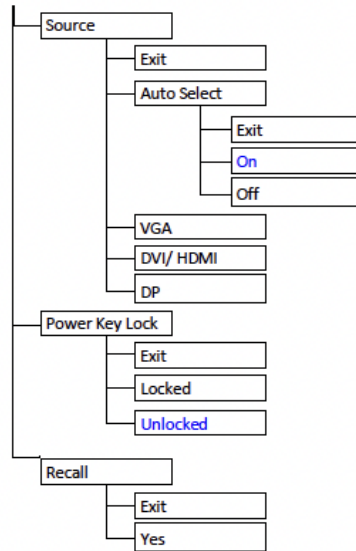 Source
Exit
Auto Select
Exit
On
Off
VGA
DVI/ HDMI
DP
Power Key Lock
Exit
Locked
Unlocked
Recall
Exit
Yes